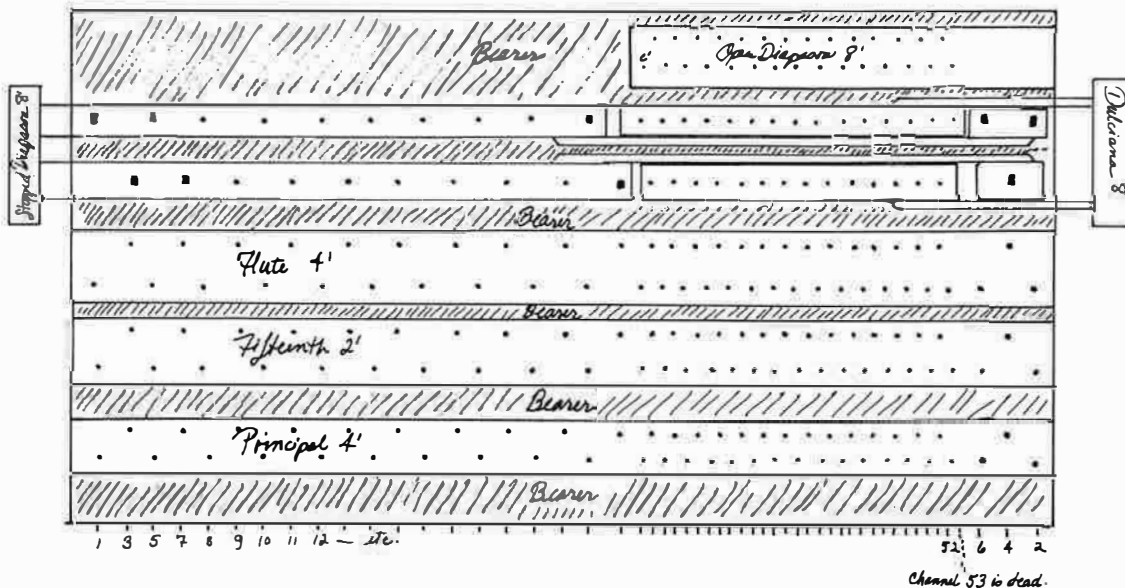 Bearer
c'
Open Diapason 8'
Stopped Diapason 8'
Dulciana 8
Bearer
Flute 4'
Bearer
Fifteenth 2'
Bearer
Principal 4'
Bearer
1 3 5 7 8 9 10 11 12 — etc. 52 6 4 2
Channel 53 is dead.